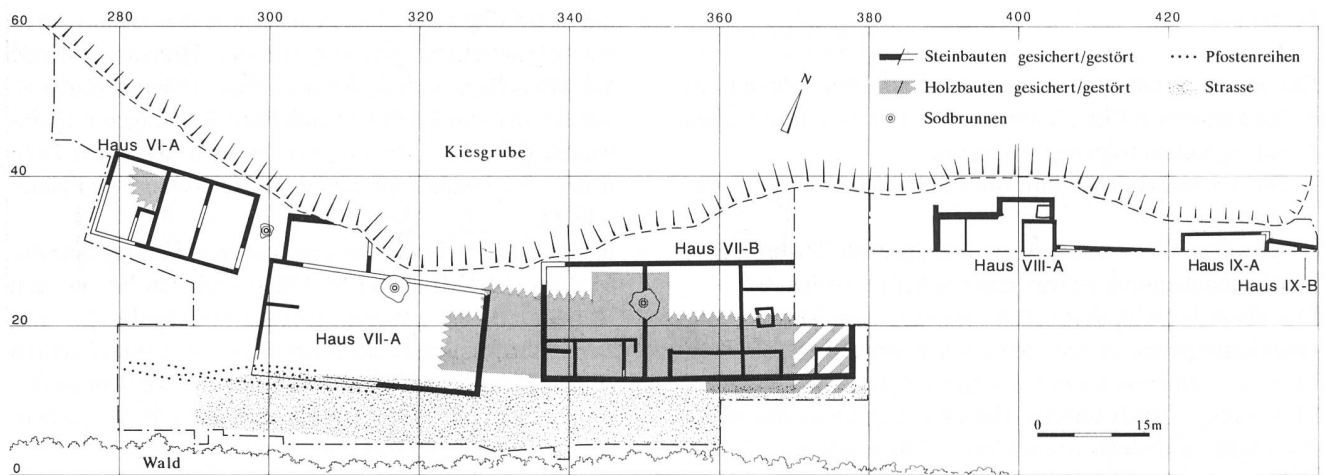 280 300 320 340 360 380 400 420
60
N
Steinbauten gesichert/gestört
Pfostenreihen
Holzbauten gesichert/gestört
Strasse
Sodbrunnen
Haus VI-A
Kiesgrube
40
Haus VII-B
Haus VIII-A
Haus IX-A
Haus IX-B
20
Haus VII-A
0 15m
Wald
0